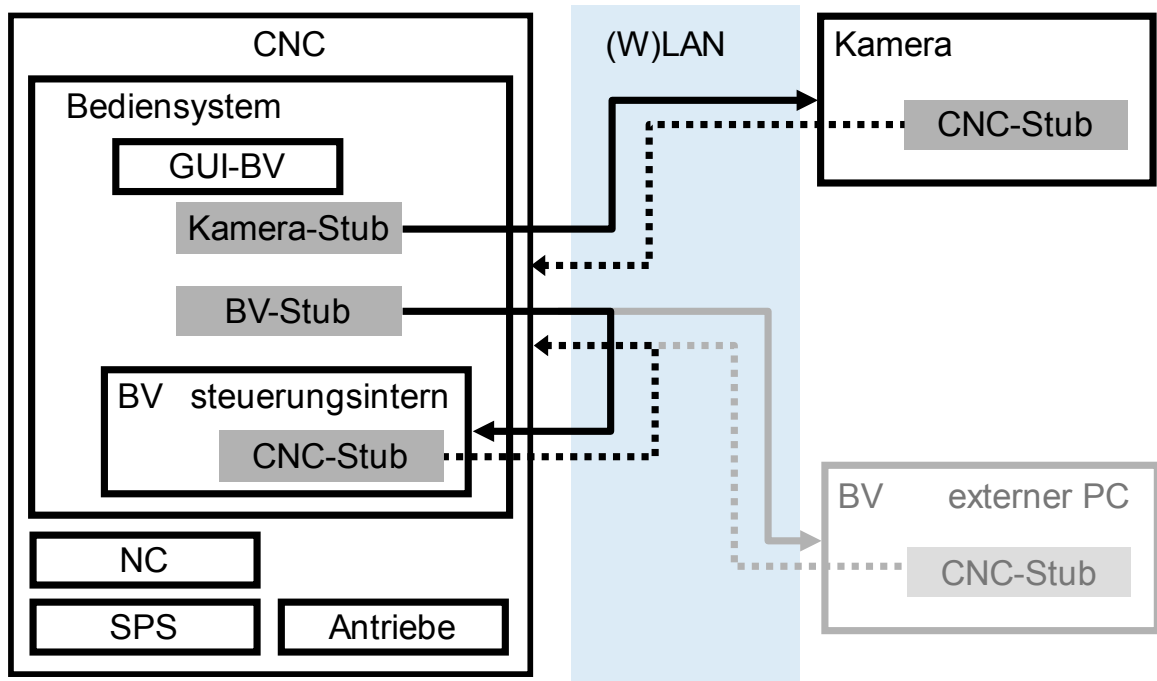 CNC
Bediensystem
GUI-BV
Kamera-Stub
BV-Stub
BV steuerungsintern
CNC-Stub
NC
SPS
Antriebe
(W)LAN
Kamera
CNC-Stub
BV externer PC
CNC-Stub